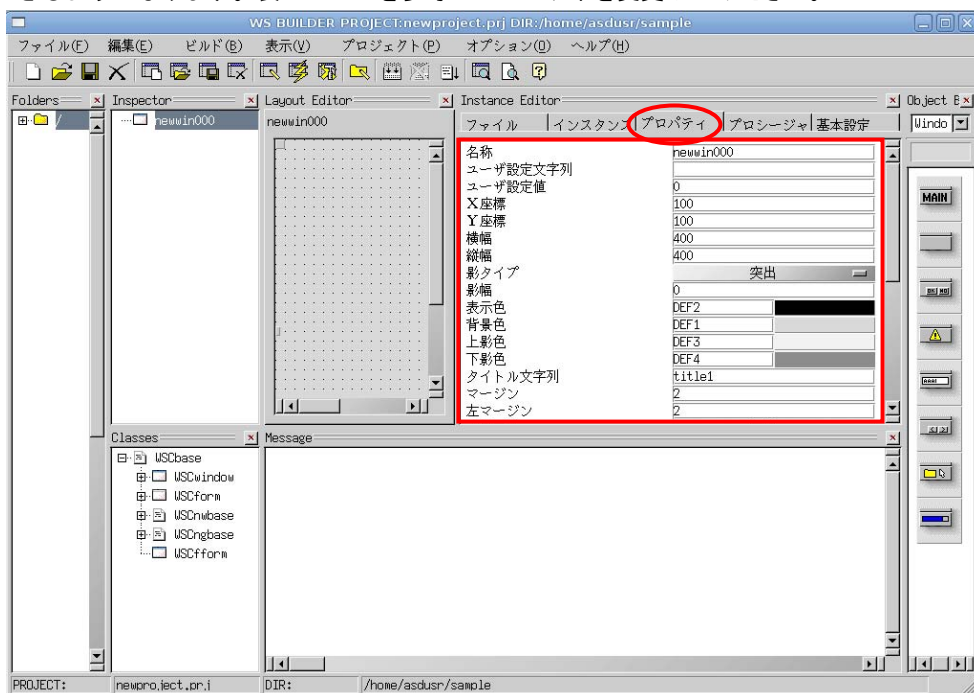 WS BUILDER PROJECT:newproject.prj DIR:/home/asdusr/sample
ファイル(F) 編集(E) ビルド(B) 表示(V) プロジェクト(P) オプション(O) ヘルプ(H)
Folders Inspector Layout Editor Instance Editor Object B
/
newwin000
newwin000
ファイル インスタンス プロパティ プロシージャ 基本設定
Windo
名称 newwin000
ユーザ設定文字列
ユーザ設定値 0
X座標 100
Y座標 100
横幅 400
縦幅 400
影タイプ 突出
影幅 0
表示色 DEF2
背景色 DEF1
上影色 DEF3
下影色 DEF4
タイトル文字列 title1
マージン 2
左マージン 2
MAIN
Classes Message
WSCbase
WSCwindow
WSCform
WSCnwbase
WSCngbase
WSCfform
PROJECT: newproject.prj DIR: /home/asdusr/sample